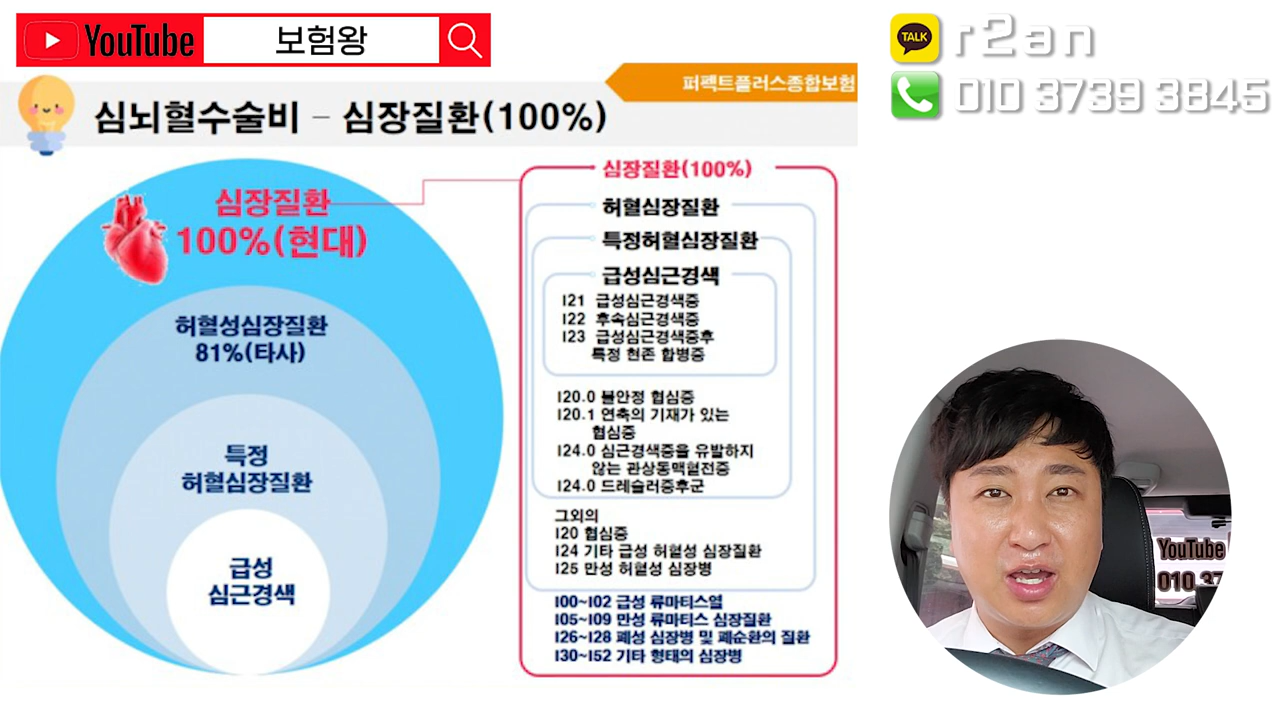 YouTube 보험왕
TALK r2an
010 3739 3845
퍼펙트플러스종합보험
심뇌혈수술비 – 심장질환(100%)
심장질환
100%(현대)
허혈성심장질환
81%(타사)
특정
허혈심장질환
급성
심근경색
심장질환(100%)
허혈심장질환
특정허혈심장질환
급성심근경색
I21 급성심근경색증
I22 후속심근경색증
I23 급성심근경색증후
특정 현존 합병증
I20.0 불안정 협심증
I20.1 연축의 기재가 있는
협심증
I24.0 심근경색증을 유발하지
않는 관상동맥혈전증
I24.0 드레슬러증후군
그외의
I20 협심증
I24 기타 급성 허혈성 심장질환
I25 만성 허혈성 심장병
I00~I02 급성 류마티스열
I05~I09 만성 류마티스 심장질환
I26~I28 폐성 심장병 및 폐순환의 질환
I30~I52 기타 형태의 심장병
YouTube
010 37